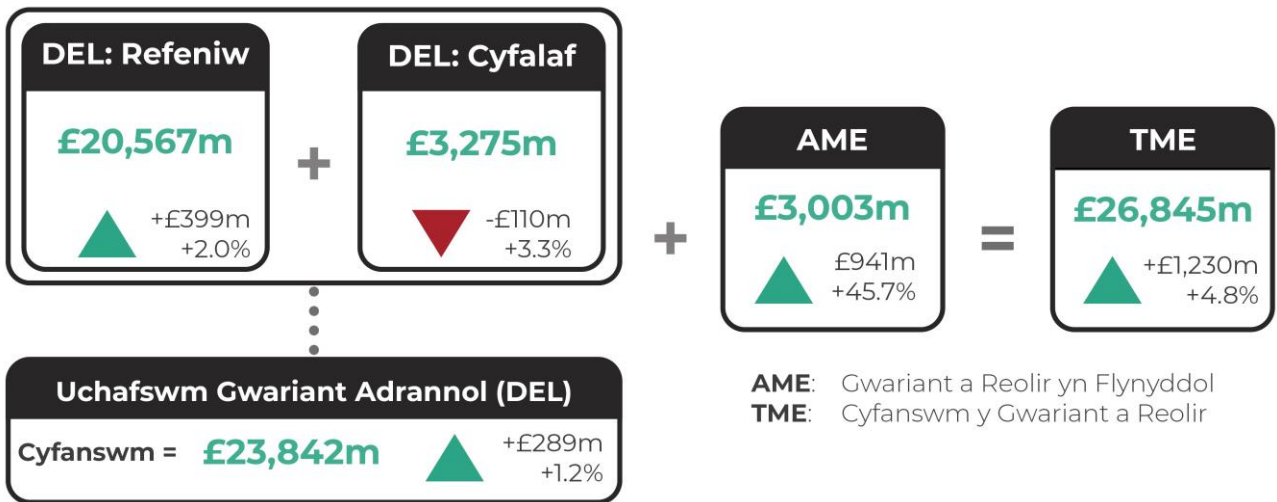 DEL: Refeniw
£20,567m
+£399m
+2.0%
+
DEL: Cyfalaf
£3,275m
-£110m
+3.3%
+
AME
£3,003m
£941m
+45.7%
=
TME
£26,845m
+£1,230m
+4.8%
Uchafswm Gwariant Adrannol (DEL)
Cyfanswm = £23,842m
+£289m
+1.2%
AME: Gwariant a Reolir yn Flynyddol
TME: Cyfanswm y Gwariant a Reolir